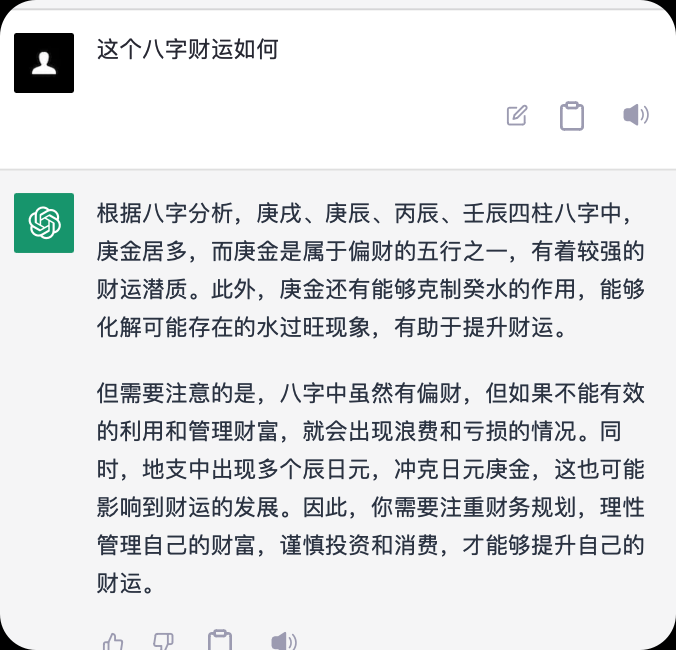 这个八字财运如何
根据八字分析，庚戌、庚辰、丙辰、壬辰四柱八字中，
庚金居多，而庚金是属于偏财的五行之一，有着较强的
财运潜质。此外，庚金还有能够克制癸水的作用，能够
化解可能存在的水过旺现象，有助于提升财运。
但需要注意的是，八字中虽然有偏财，但如果不能有效
的利用和管理财富，就会出现浪费和亏损的情况。同
时，地支中出现多个辰日元，冲克日元庚金，这也可能
影响到财运的发展。因此，你需要注重财务规划，理性
管理自己的财富，谨慎投资和消费，才能够提升自己的
财运。